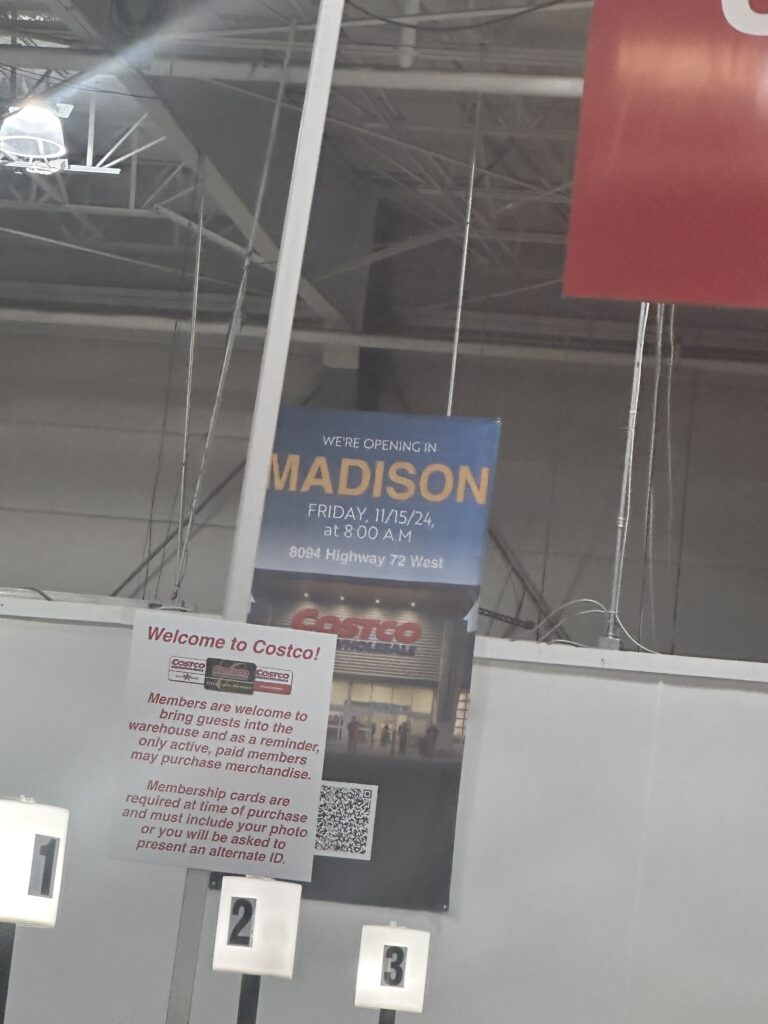 WE'RE OPENING IN
MADISON
FRIDAY, 11/15/24,
at 8:00 AM
8094 Highway 72 West
COSTCO
WHOLESALE
Welcome to Costco!
COSTCO
COSTCO
Members are welcome to
bring guests into the
warehouse and as a reminder,
only active, paid members
may purchase merchandise.
Membership cards are
required at time of purchase
and must include your photo
or you will be asked to
present an alternate ID.
1
2
3